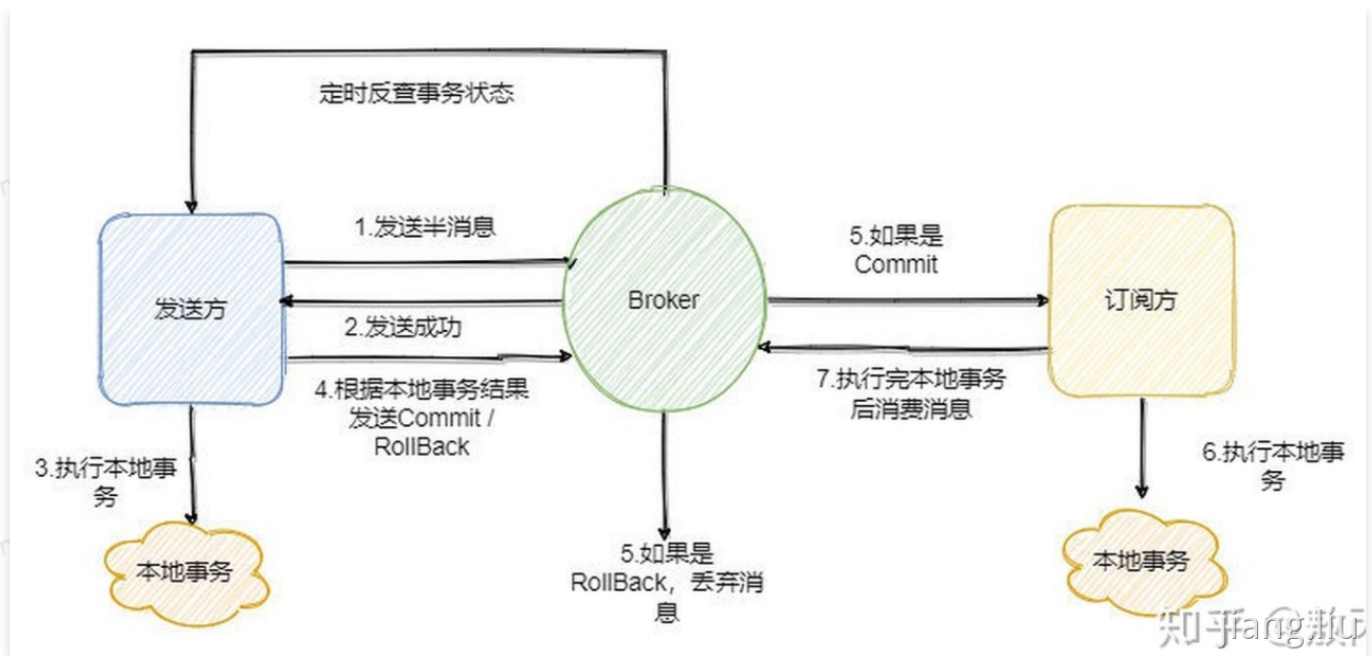 定时反查事务状态
1.发送半消息
5.如果是
Commit
发送方
Broker
订阅方
2.发送成功
4.根据本地事务结果
发送Commit /
RollBack
7.执行完本地事务
后消费消息
3.执行本地事
务
6.执行本地事
务
本地事务
5.如果是
RollBack，丢弃消
息
本地事务
知乎 @
jiang.liu